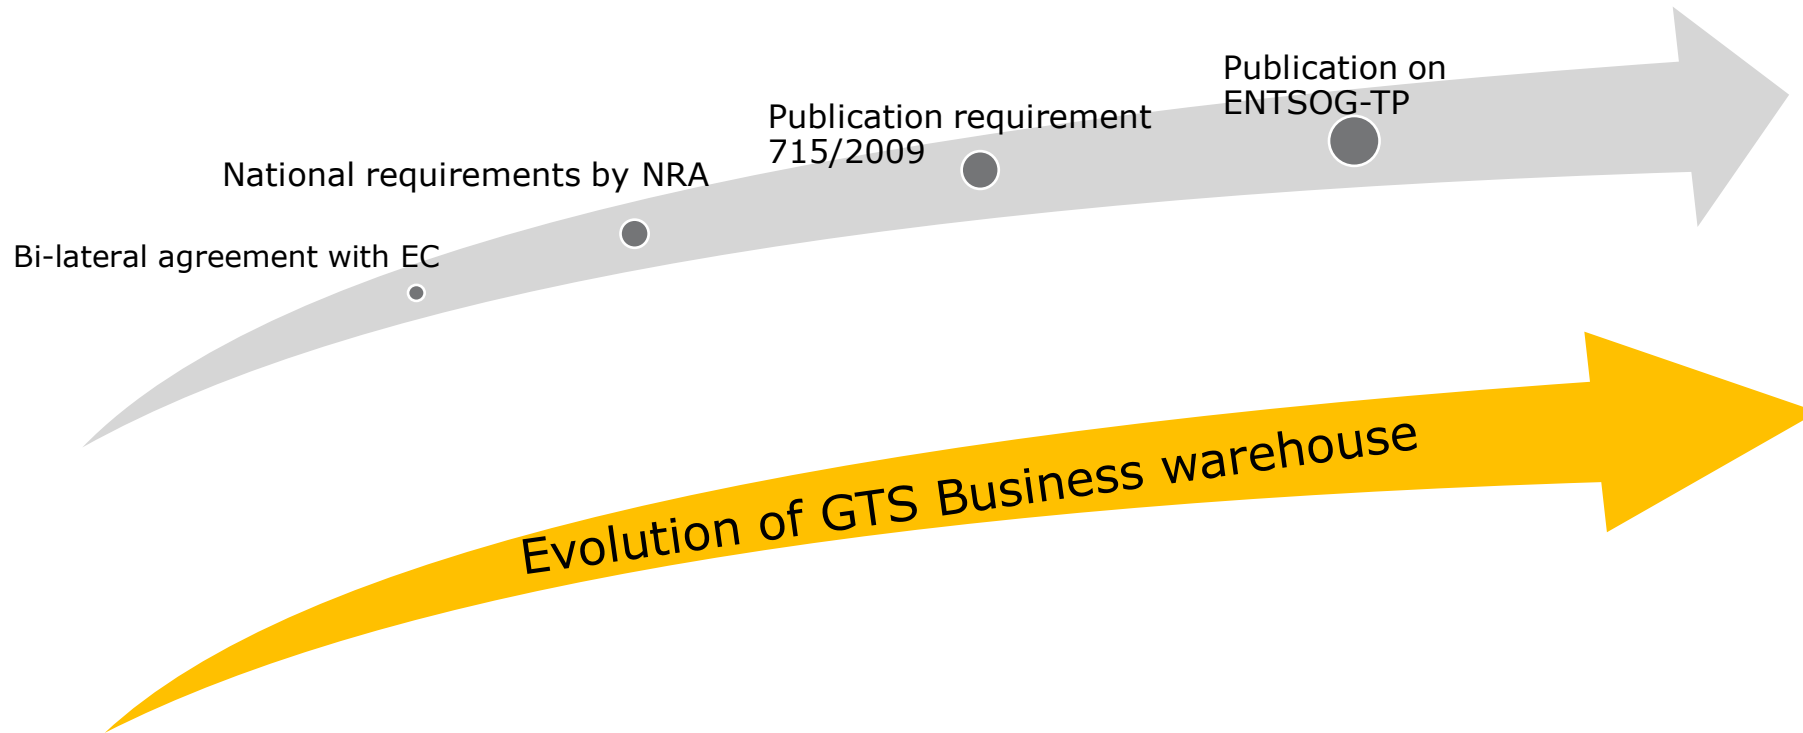 Publication on
ENTSOG-TP
Publication requirement
715/2009
National requirements by NRA
Bi-lateral agreement with EC
Evolution of GTS Business warehouse